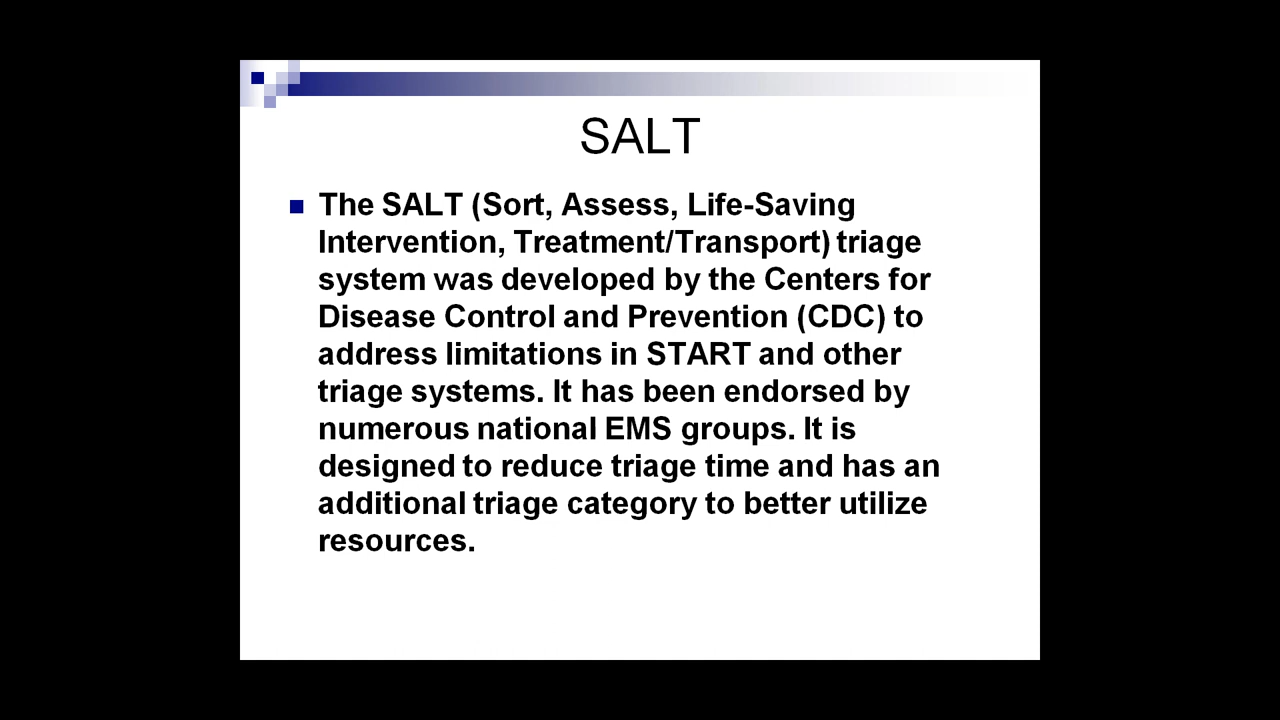 SALT
The SALT (Sort, Assess, Life-Saving
Intervention, Treatment/Transport) triage
system was developed by the Centers for
Disease Control and Prevention (CDC) to
address limitations in START and other
triage systems. It has been endorsed by
numerous national EMS groups. It is
designed to reduce triage time and has an
additional triage category to better utilize
resources.